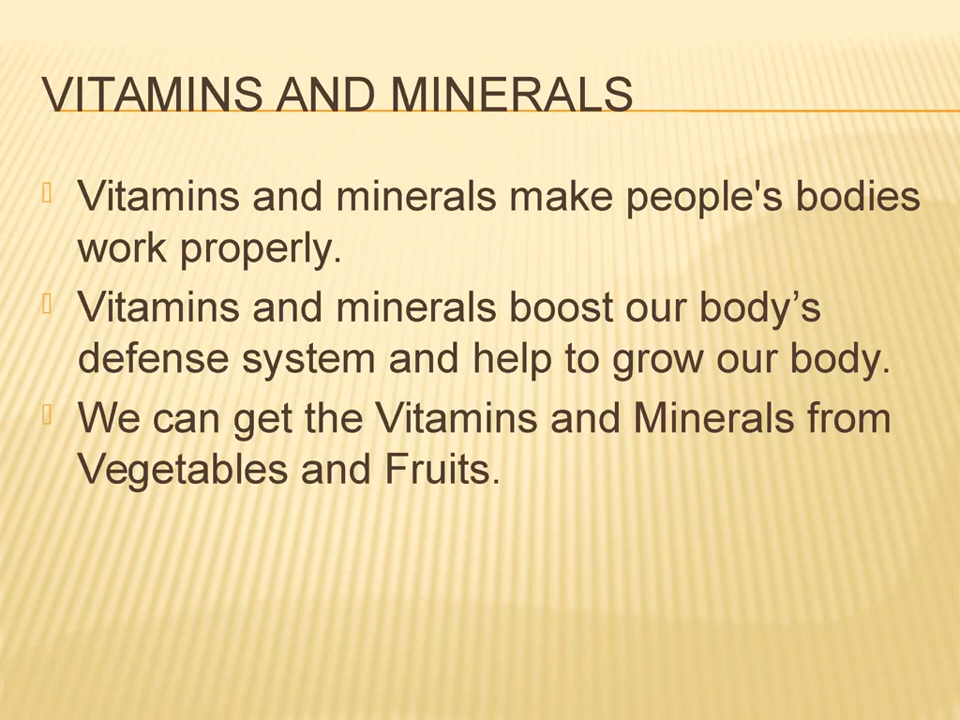 VITAMINS AND MINERALS
Vitamins and minerals make people's bodies
work properly.
Vitamins and minerals boost our body’s
defense system and help to grow our body.
We can get the Vitamins and Minerals from
Vegetables and Fruits.